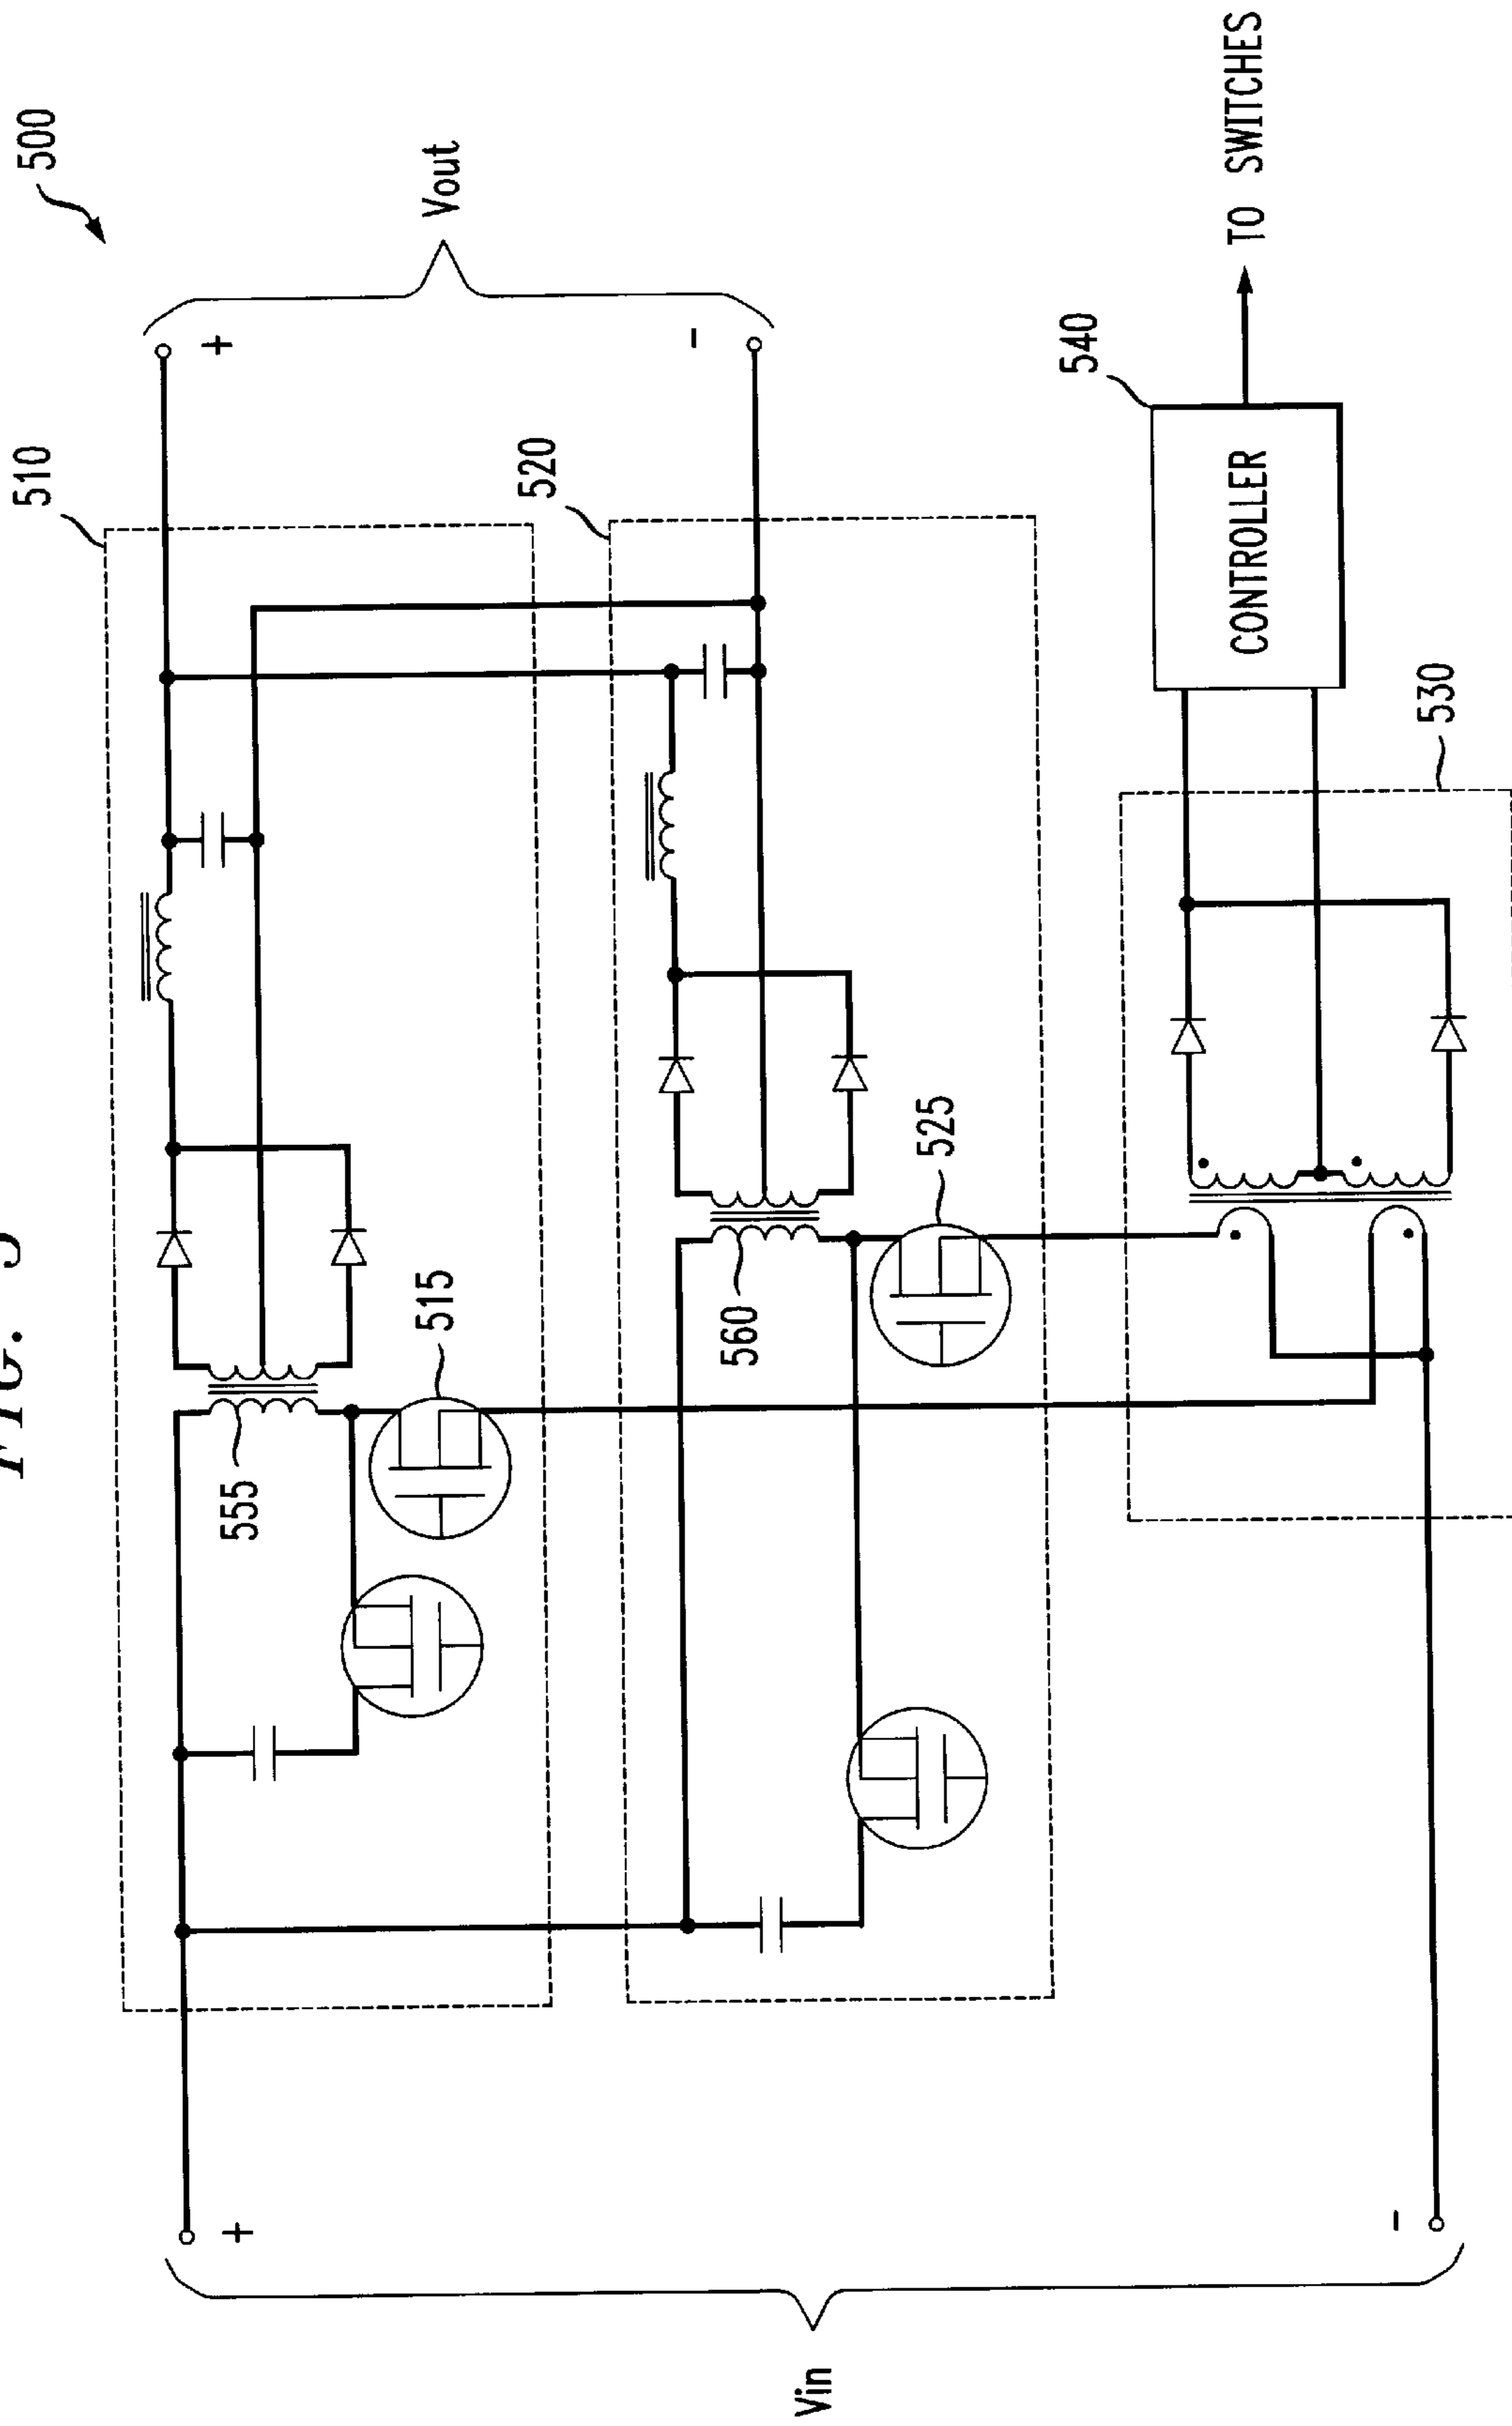 FIG. 5
500
510
Vout
+
-
520
555
515
560
525
540
CONTROLLER
TO SWITCHES
530
Vin
+
-